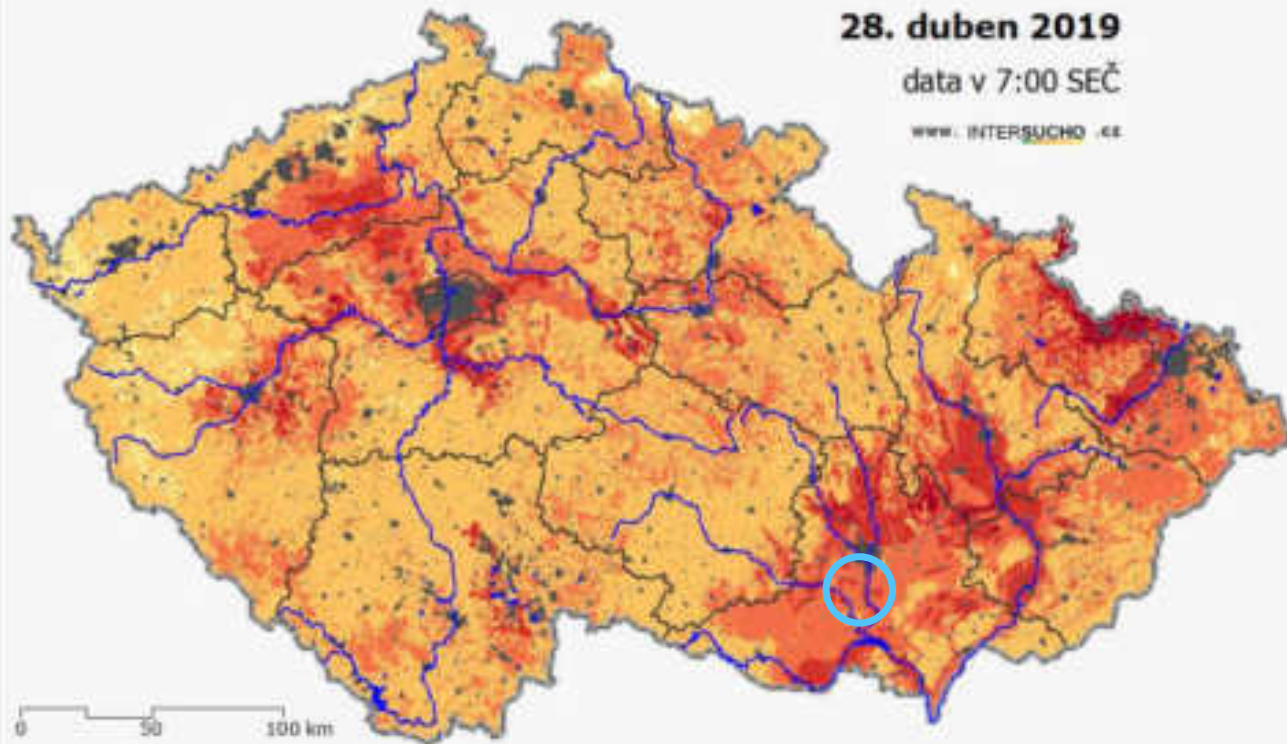 28. duben 2019
data v 7:00 SEČ
www. INTERSUCHO .cz
0 50 100 km